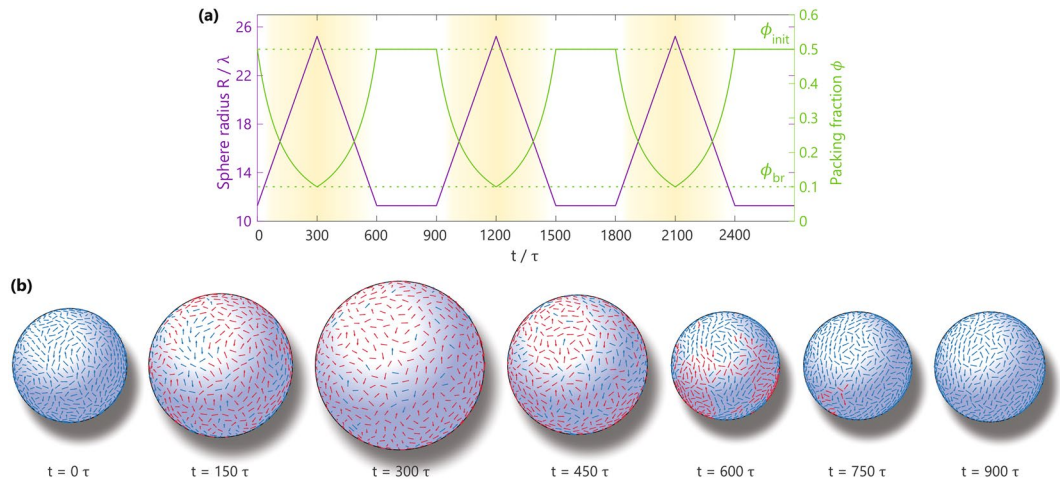 (a)
26
22
18
14
10
Sphere radius R / λ
0.6
0.5
0.4
0.3
0.2
0.1
0
Packing fraction ϕ
ϕinit
ϕbr
0 300 600 900 1200 1500 1800 2100 2400
t / τ
(b)
t = 0 τ t = 150 τ t = 300 τ t = 450 τ t = 600 τ t = 750 τ t = 900 τ